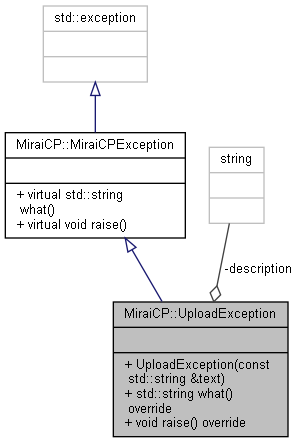 std::exception
MiraiCP::MiraiCPException
+ virtual std::string
what()
+ virtual void raise()
string
-description
MiraiCP::UploadException
+ UploadException(const
std::string &text)
+ std::string what()
override
+ void raise() override